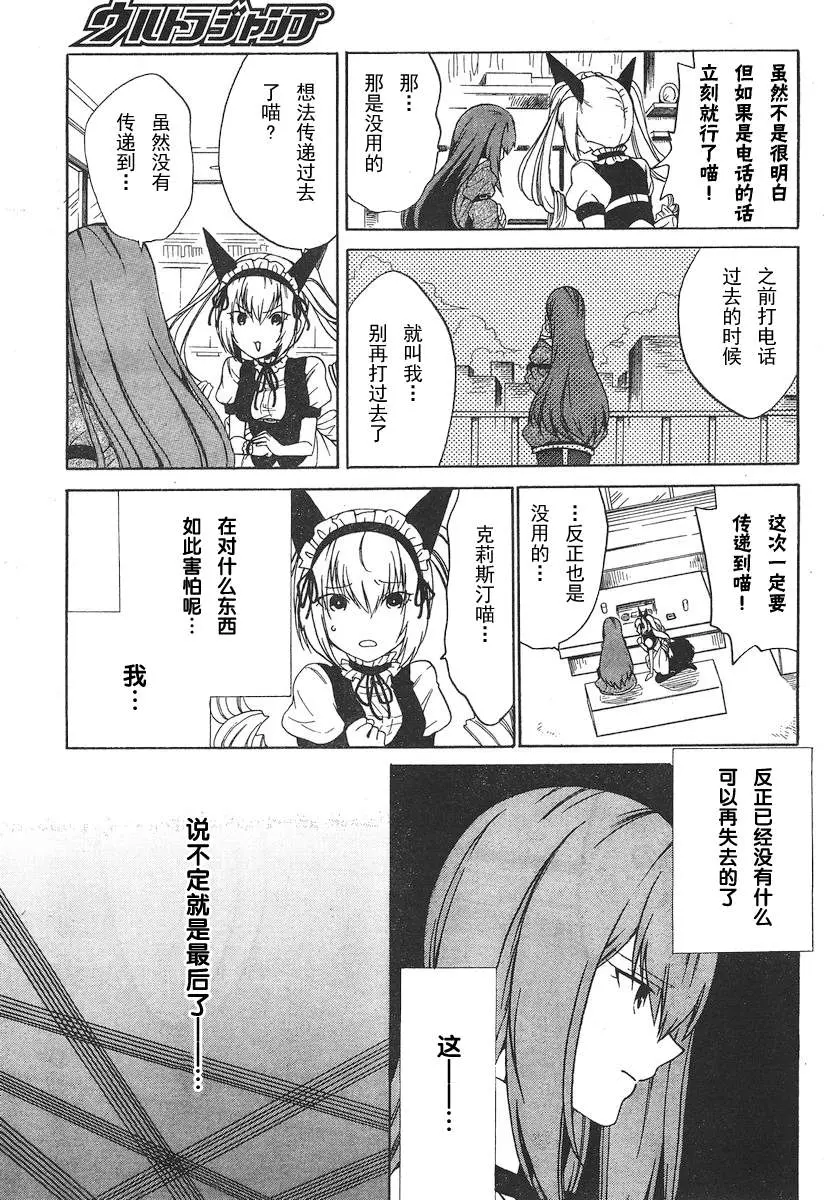 ウルトラジャンプ
虽然不是很明白
但如果是电话的话
立刻就行了喵！
那…
那是没用的
想法传递过去
了喵？
虽然没有
传递到…
之前打电话
过去的时候
就叫我…
别再打过去了
这次一定要
传递到喵！
…反正也是
没用的…
克莉斯汀喵…
在对什么东西
如此害怕呢…
我…
反正已经没有什么
可以再失去的了
这——…
说不定就是最后了——…